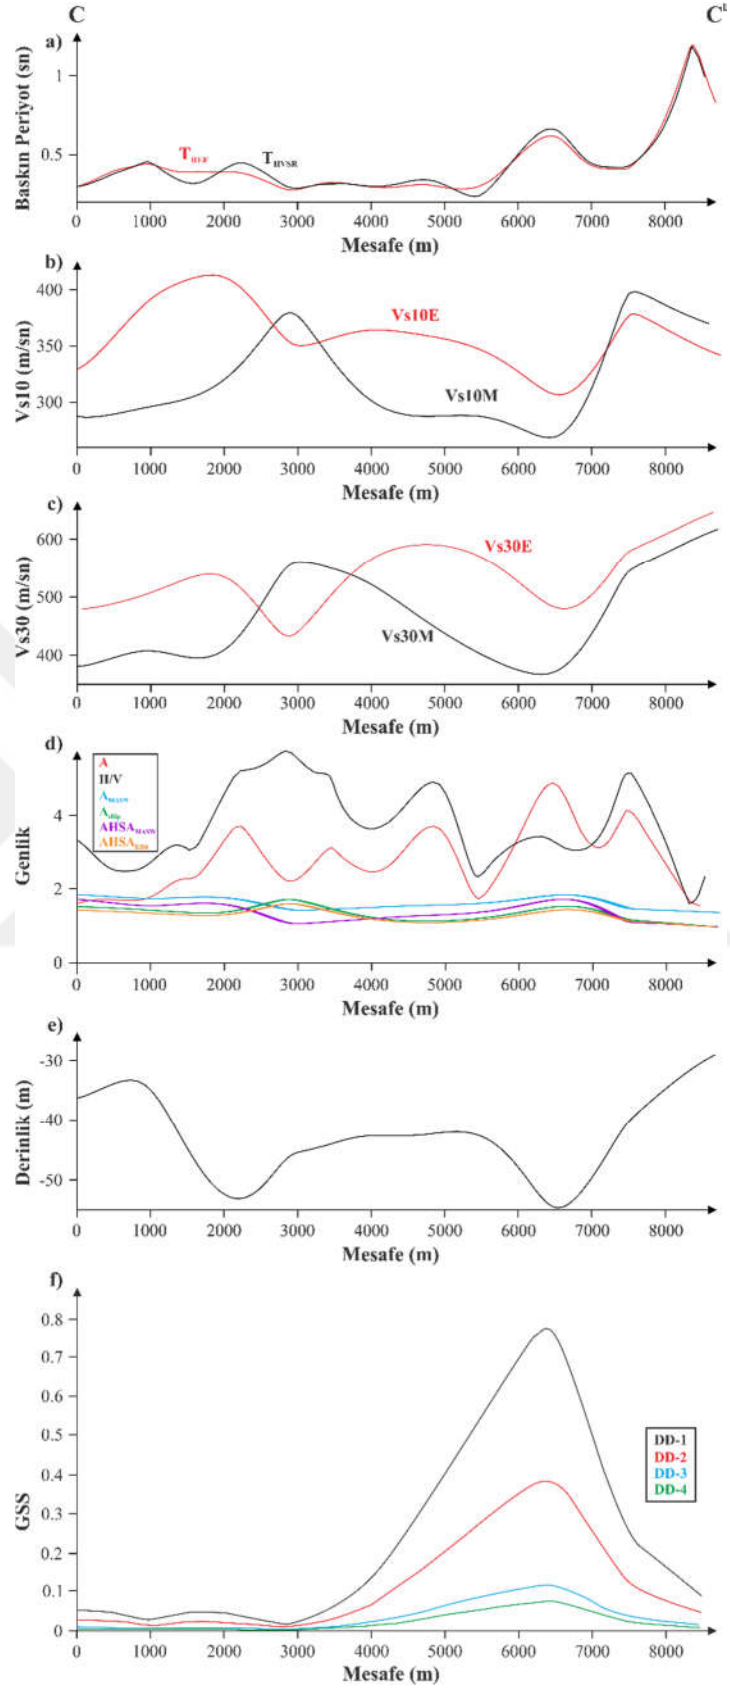 C C¹
a)
Baskın Periyot (sn)
1
0.5
T T_HVSR
0 1000 2000 3000 4000 5000 6000 7000 8000
Mesafe (m)
b)
Vs10 (m/sn)
400
350
300
Vs10E
Vs10M
0 1000 2000 3000 4000 5000 6000 7000 8000
Mesafe (m)
c)
Vs30 (m/sn)
600
500
400
Vs30E
Vs30M
0 1000 2000 3000 4000 5000 6000 7000 8000
Mesafe (m)
d)
Genlik
4
2
0
A
H/V
A_MASW
A
AHSA_MASW
AHSA
0 1000 2000 3000 4000 5000 6000 7000 8000
Mesafe (m)
e)
Derinlik (m)
-30
-40
-50
0 1000 2000 3000 4000 5000 6000 7000 8000
Mesafe (m)
f)
GSS
0.8
0.7
0.6
0.5
0.4
0.3
0.2
0.1
0
DD-1
DD-2
DD-3
DD-4
0 1000 2000 3000 4000 5000 6000 7000 8000
Mesafe (m)